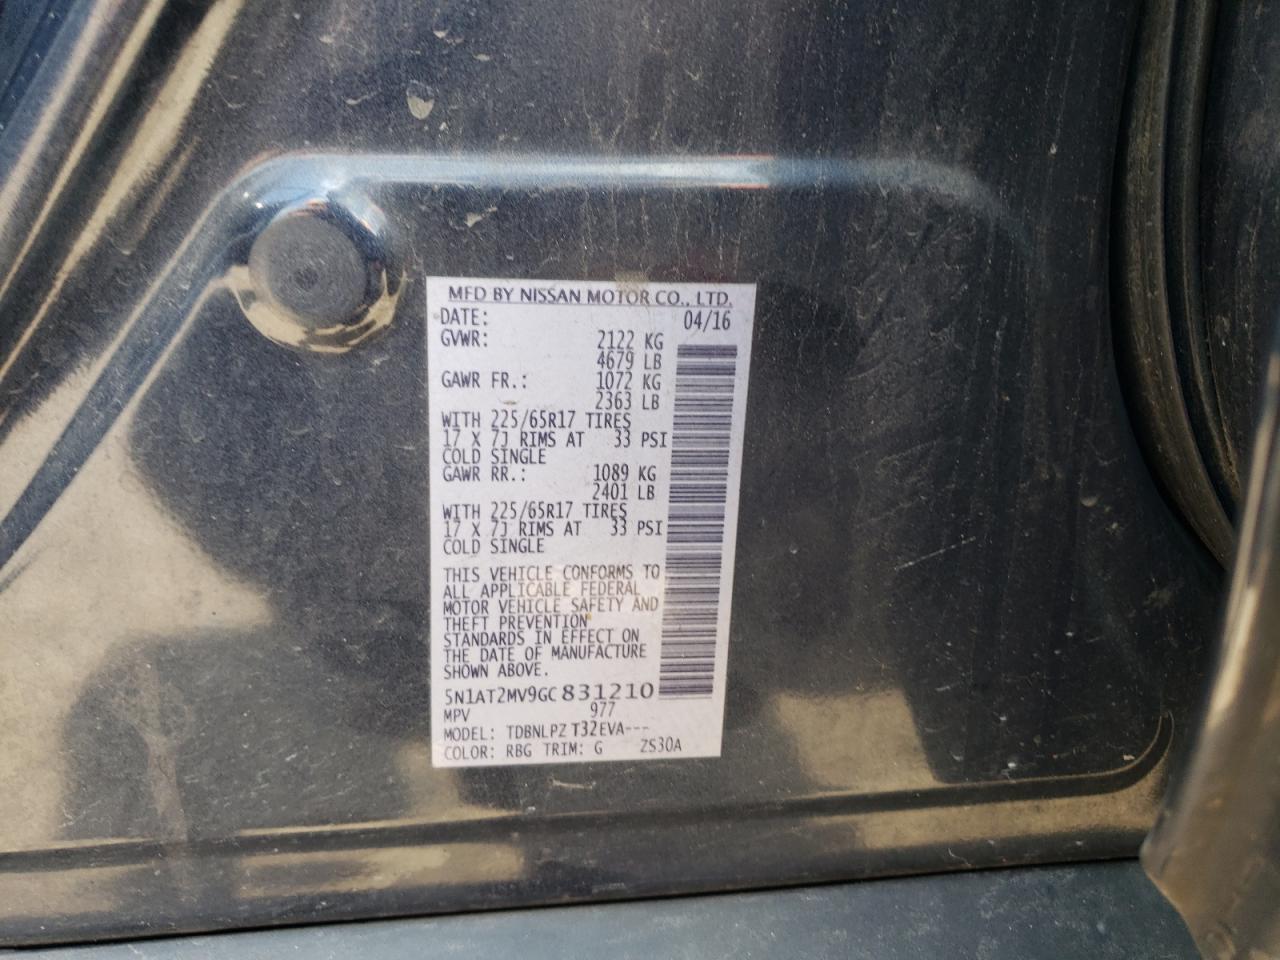 MFD BY NISSAN MOTOR CO., LTD.
DATE: 04/16
GVWR: 2122 KG
4679 LB
GAWR FR.: 1072 KG
2363 LB
WITH 225/65R17 TIRES
17 X 7J RIMS AT 33 PSI
COLD SINGLE
GAWR RR.: 1089 KG
2401 LB
WITH 225/65R17 TIRES
17 X 7J RIMS AT 33 PSI
COLD SINGLE
THIS VEHICLE CONFORMS TO
ALL APPLICABLE FEDERAL
MOTOR VEHICLE SAFETY AND
THEFT PREVENTION
STANDARDS IN EFFECT ON
THE DATE OF MANUFACTURE
SHOWN ABOVE.
5N1AT2MV9GC831210
MPV 977
MODEL: TDBNLPZ T32EVA---
COLOR: RBG TRIM: G ZS30A